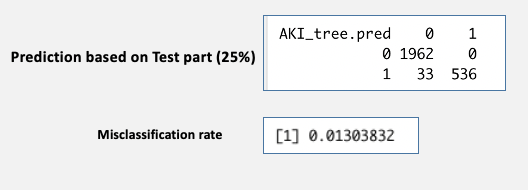 AKI_tree.pred 0 1
Prediction based on Test part (25%)
0 1962 0
1 33 536
Misclassification rate
[1] 0.01303832